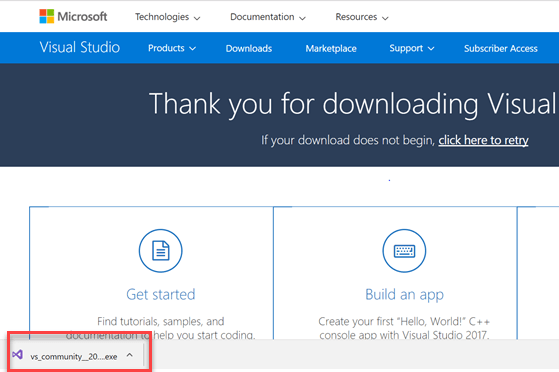 Microsoft Technologies Documentation Resources
Visual Studio Products Downloads Marketplace Support Subscriber Access
Thank you for downloading Visual
If your download does not begin, click here to retry
Get started
Find tutorials, samples, and
documentation to help you start coding.
Build an app
Create your first “Hello, World!” C++
console app with Visual Studio 2017.
vs_community__20....exe